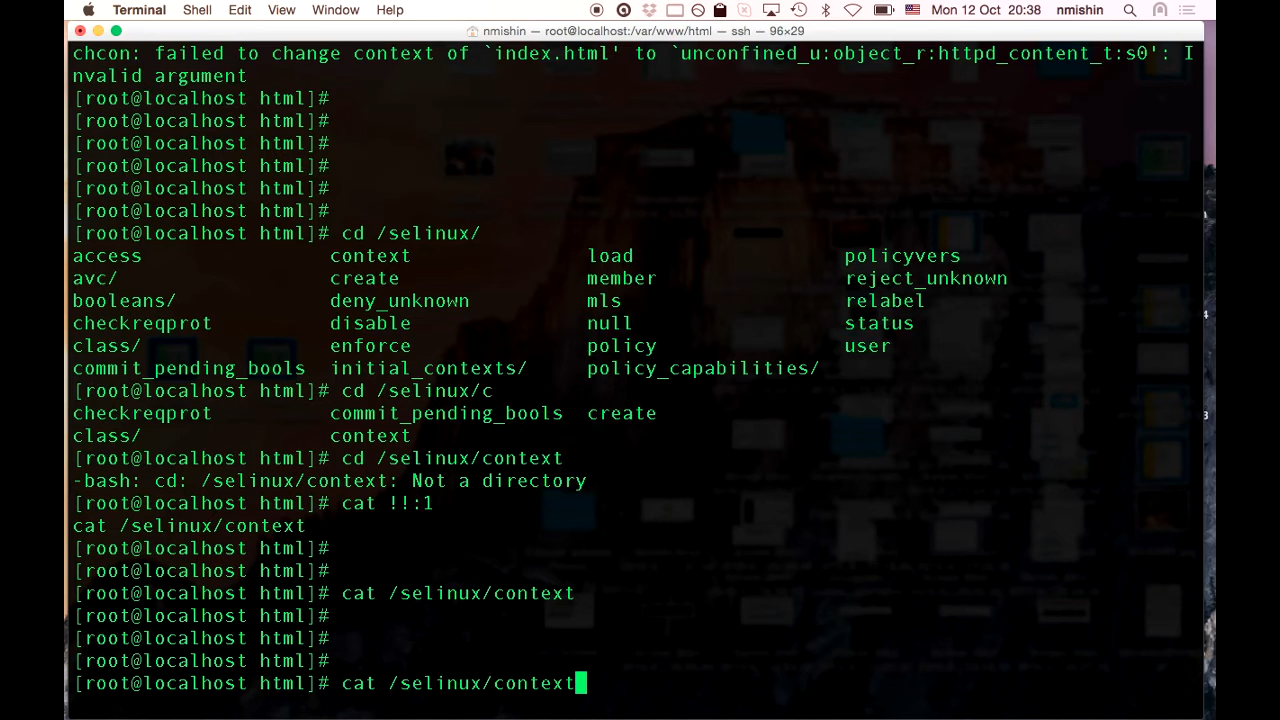 Terminal Shell Edit View Window Help Mon 12 Oct 20:38 nmishin
nmishin — root@localhost:/var/www/html — ssh — 96×29
chcon: failed to change context of `index.html' to `unconfined_u:object_r:httpd_content_t:s0': I
nvalid argument
[root@localhost html]#
[root@localhost html]#
[root@localhost html]#
[root@localhost html]#
[root@localhost html]#
[root@localhost html]#
[root@localhost html]# cd /selinux/
access context load policyvers
avc/ create member reject_unknown
booleans/ deny_unknown mls relabel
checkreqprot disable null status
class/ enforce policy user
commit_pending_bools initial_contexts/ policy_capabilities/
[root@localhost html]# cd /selinux/c
checkreqprot commit_pending_bools create
class/ context
[root@localhost html]# cd /selinux/context
-bash: cd: /selinux/context: Not a directory
[root@localhost html]# cat !!:1
cat /selinux/context
[root@localhost html]#
[root@localhost html]#
[root@localhost html]# cat /selinux/context
[root@localhost html]#
[root@localhost html]#
[root@localhost html]#
[root@localhost html]# cat /selinux/context